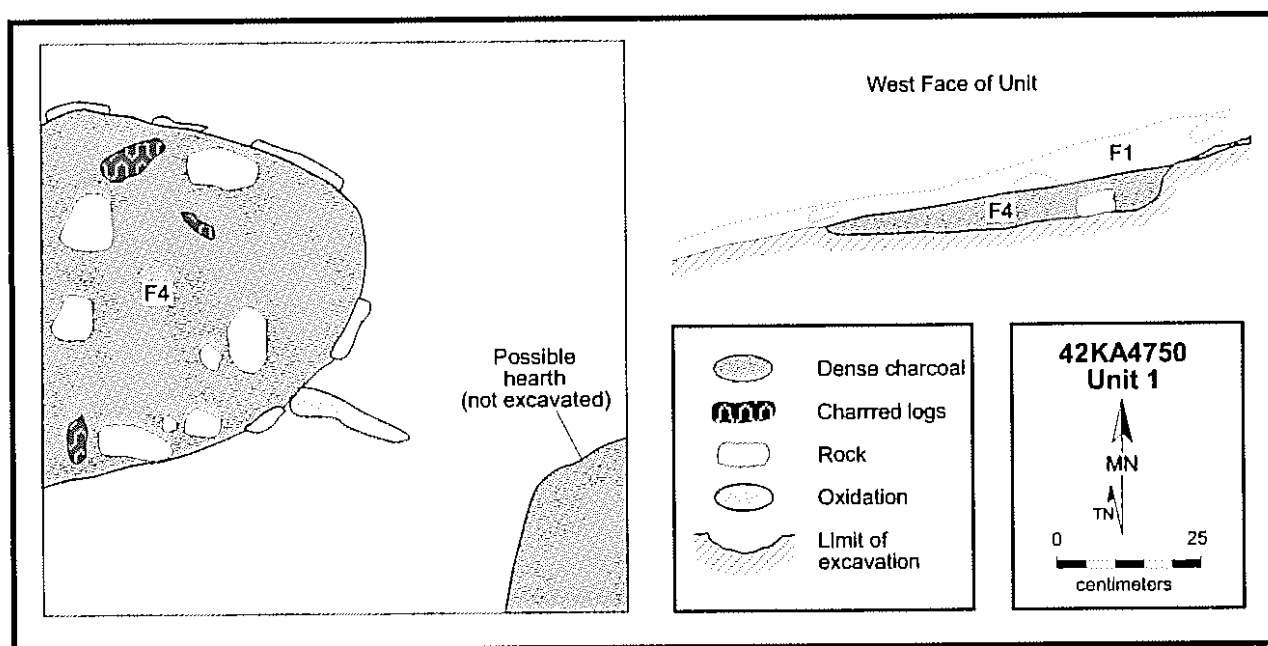 F4
Possible
hearth
(not excavated)
West Face of Unit
F1
F4
Dense charcoal
Charrred logs
Rock
Oxidation
Limit of
excavation
42KA4750
Unit 1
MN
TN
0 25
centimeters